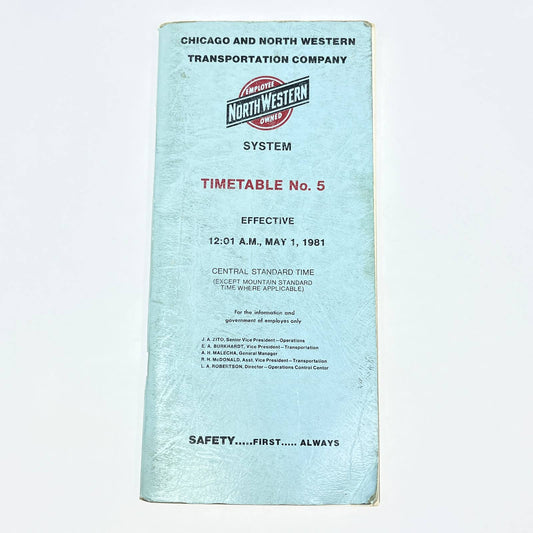 CHICAGO AND NORTH WESTERN
TRANSPORTATION COMPANY
EMPLOYEE
NORTH WESTERN
OWNED
SYSTEM
TIMETABLE No. 5
EFFECTIVE
12:01 A.M., MAY 1, 1981
CENTRAL STANDARD TIME
(EXCEPT MOUNTAIN STANDARD
TIME WHERE APPLICABLE)
For the information and
government of employes only
J. A. ZITO, Senior Vice President—Operations
E. A. BURKHARDT, Vice President—Transportation
A. H. MALECHA, General Manager
R. H. McDONALD, Asst. Vice President—Transportation
L. A. ROBERTSON, Director—Operations Control Center
SAFETY.....FIRST..... ALWAYS